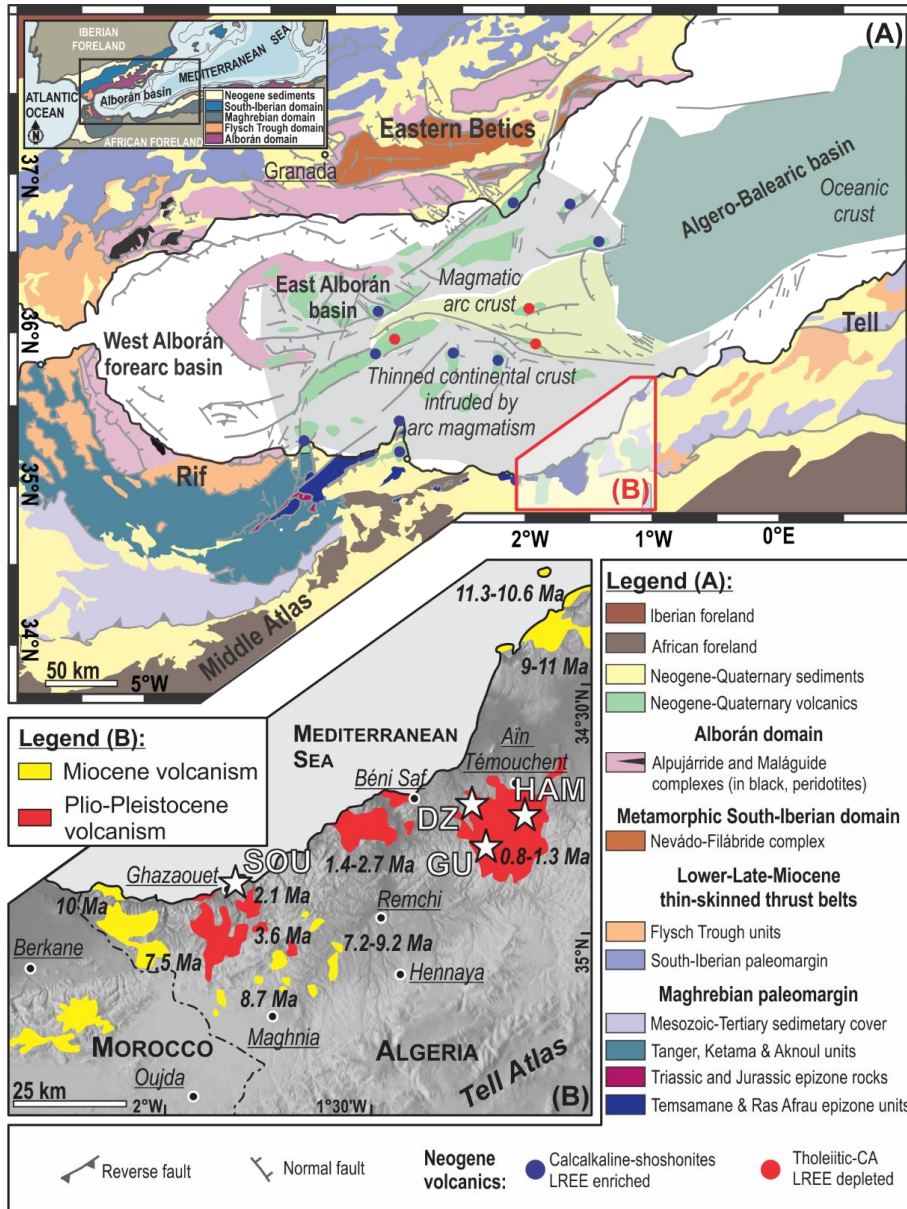 IBERIAN
FORELAND
MEDITERRANEAN SEA
ATLANTIC
OCEAN
Alborán basin
N
AFRICAN FORELAND
Neogene sediments
South-Iberian domain
Maghrebian domain
Flysch Trough domain
Alborán domain
(A)
Eastern Betics
Granada
37°N
Algero-Balearic basin
Oceanic
crust
Magmatic
arc crust
East Alborán
basin
36°N
West Alborán
forearc basin
Tell
Thinned continental crust
intruded by
arc magmatism
Rif
35°N
(B)
2°W
1°W
0°E
Middle Atlas
34°N
50 km
5°W
Legend (A):
Iberian foreland
African foreland
Neogene-Quaternary sediments
Neogene-Quaternary volcanics
Alborán domain
Alpujárride and Maláguide
complexes (in black, peridotites)
Metamorphic South-Iberian domain
Nevádo-Filábride complex
Lower-Late-Miocene
thin-skinned thrust belts
Flysch Trough units
South-Iberian paleomargin
Maghrebian paleomargin
Mesozoic-Tertiary sedimetary cover
Tanger, Ketama & Aknoul units
Triassic and Jurassic epizone rocks
Temsamane & Ras Afrau epizone units
Legend (B):
Miocene volcanism
Plio-Pleistocene
volcanism
11.3-10.6 Ma
9-11 Ma
34°30'N
MEDITERRANEAN
SEA
Aïn
Témouchent
Béni Saf
HAM
DZ
GU
0.8-1.3 Ma
1.4-2.7 Ma
SOU
Ghazaouet
2.1 Ma
10 Ma
Remchi
3.6 Ma
7.2-9.2 Ma
Berkane
7.5 Ma
35°N
Hennaya
8.7 Ma
Maghnia
MOROCCO
ALGERIA
Tell Atlas
Oujda
25 km
2°W
1°30'W
(B)
Reverse fault
Normal fault
Neogene
volcanics:
Calcalkaline-shoshonites
LREE enriched
Tholeiitic-CA
LREE depleted